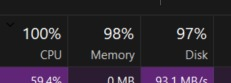 100% 98% 97%
CPU Memory Disk
59.4% 0 MB 93.1 MB/s